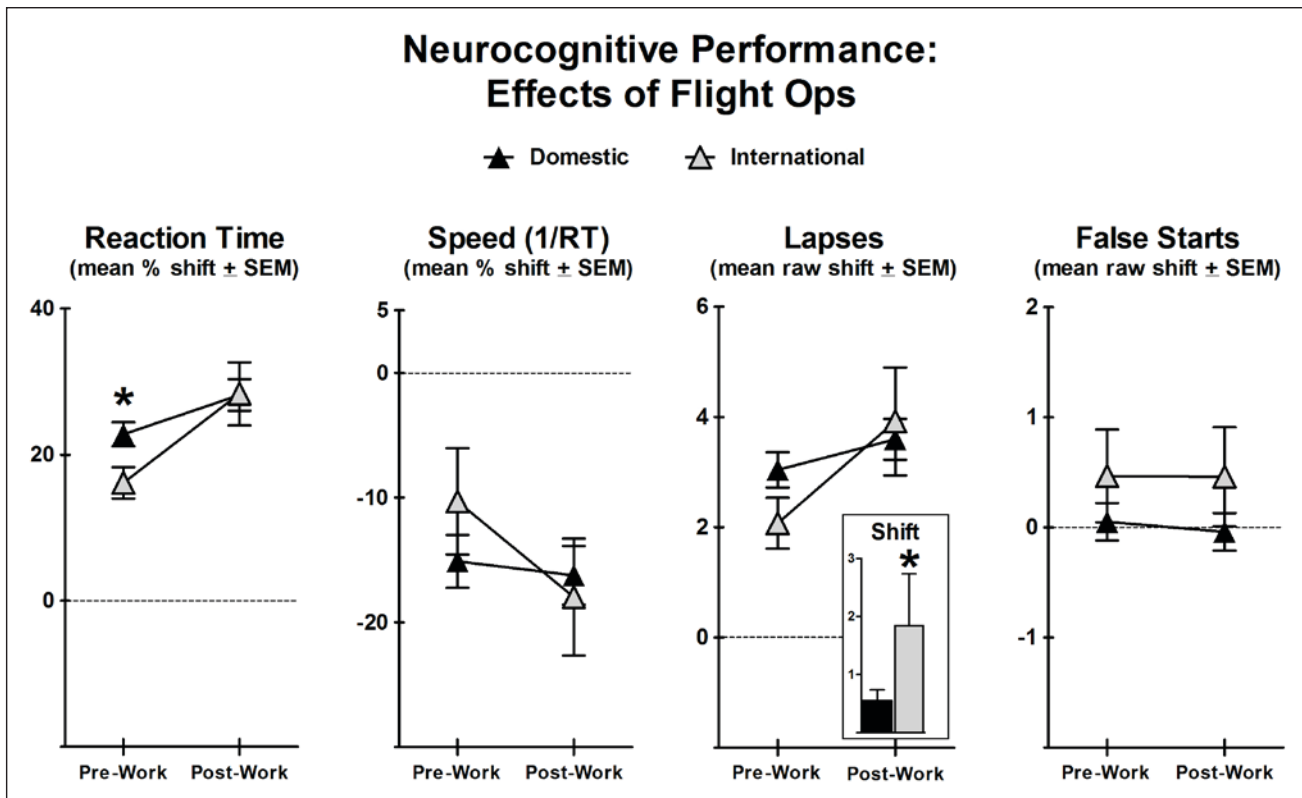 Neurocognitive Performance:
Effects of Flight Ops
Domestic International
Reaction Time
(mean % shift ± SEM)
40
20
0
*
Pre-Work Post-Work
Speed (1/RT)
(mean % shift ± SEM)
5
0
-10
-20
Pre-Work Post-Work
Lapses
(mean raw shift ± SEM)
6
4
2
0
Shift
3
2
1
*
Pre-Work Post-Work
False Starts
(mean raw shift ± SEM)
2
1
0
-1
Pre-Work Post-Work